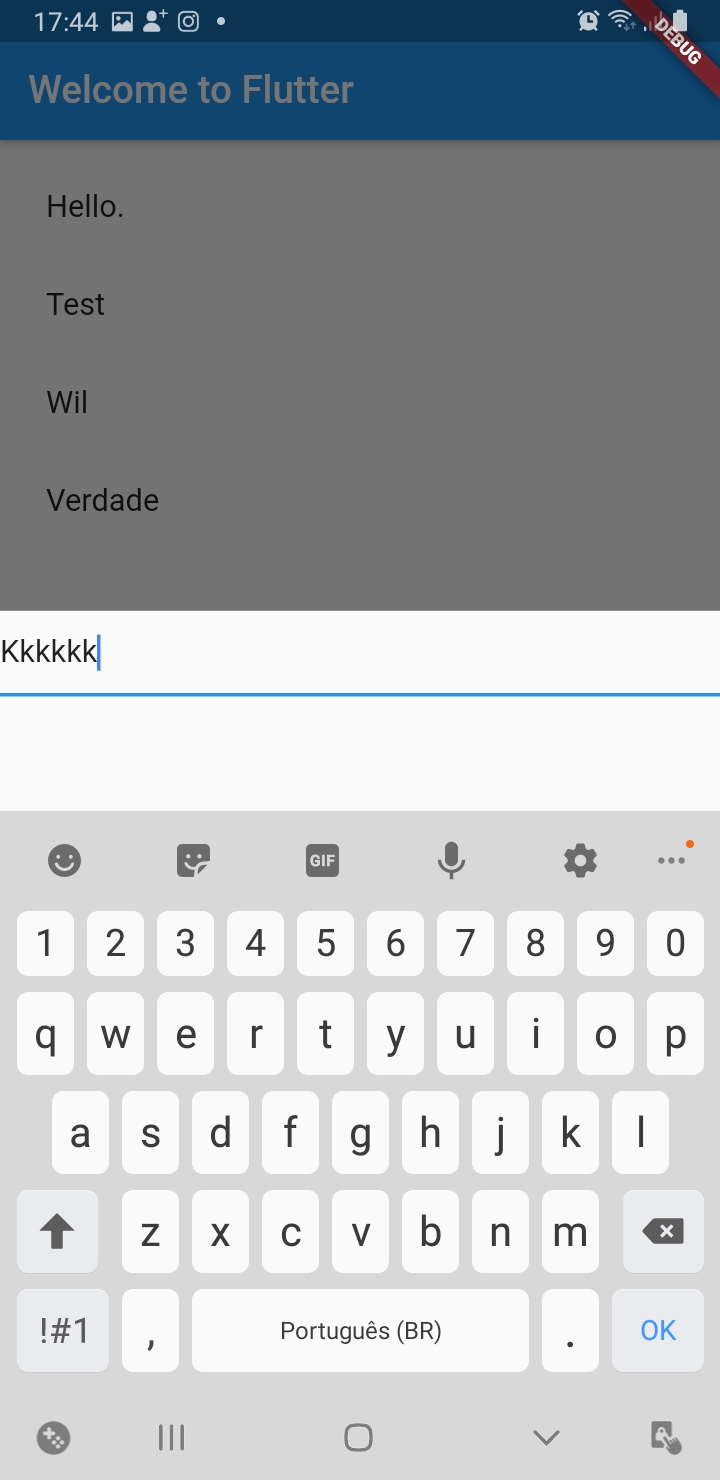 17:44
DEBUG
Welcome to Flutter
Hello.
Test
Wil
Verdade
Kkkkkkk
GIF
1 2 3 4 5 6 7 8 9 0
q w e r t y u i o p
a s d f g h j k l
z x c v b n m
!#1 , Português (BR) . OK